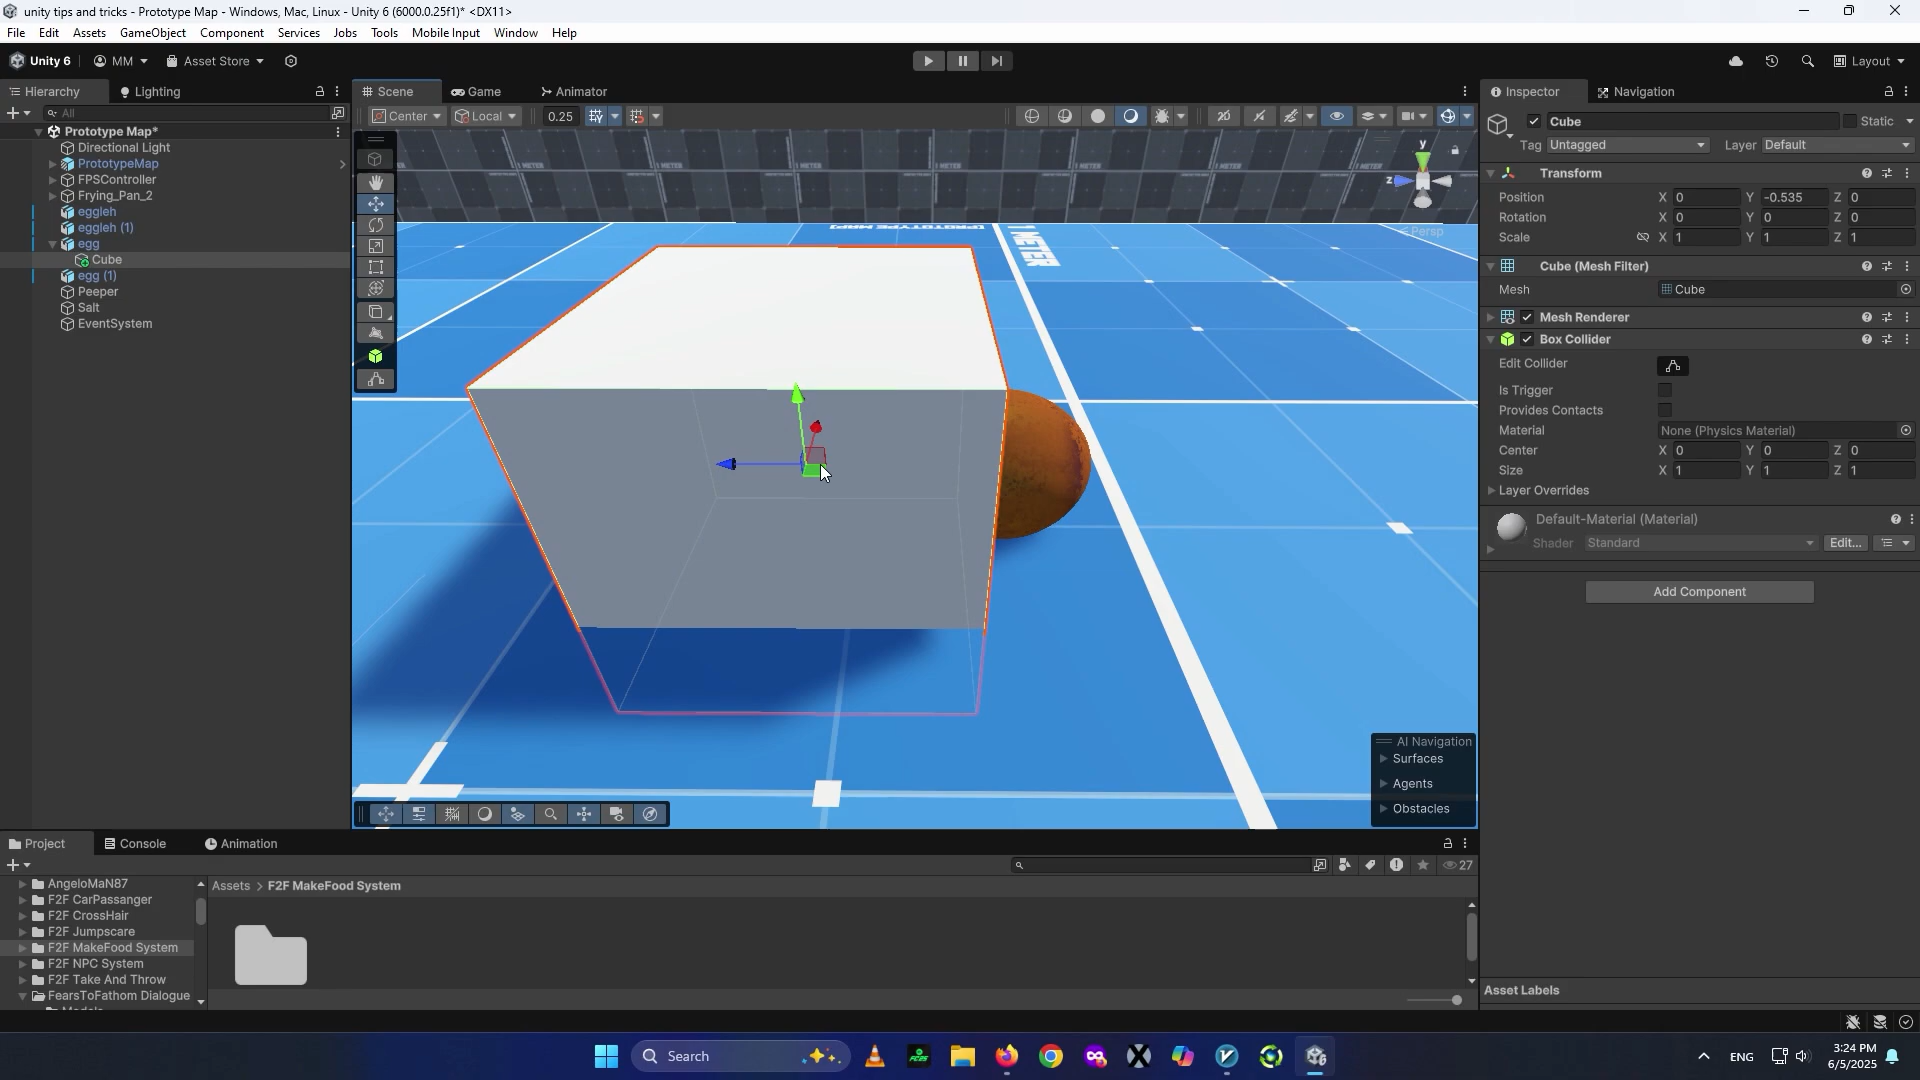 unity tips and tricks - Prototype Map - Windows, Mac, Linux - Unity 6 (6000.0.25f1)* <DX11>
File Edit Assets GameObject Component Services Jobs Tools Mobile Input Window Help
Unity 6 MM Asset Store Layout
Hierarchy Lighting
All
Prototype Map*
Directional Light
PrototypeMap
FPSController
Frying_Pan_2
eggleh
eggleh (1)
egg
Cube
egg (1)
Peeper
Salt
EventSystem
Scene Game Animator
Center Local 0.25 2D
1 METER
y
z
Persp
1 METER
AI Navigation
Surfaces
Agents
Obstacles
Inspector Navigation
Cube Static
Tag Untagged Layer Default
Transform
Position X 0 Y -0.535 Z 0
Rotation X 0 Y 0 Z 0
Scale X 1 Y 1 Z 1
Cube (Mesh Filter)
Mesh Cube
Mesh Renderer
Box Collider
Edit Collider
Is Trigger
Provides Contacts
Material None (Physics Material)
Center X 0 Y 0 Z 0
Size X 1 Y 1 Z 1
Layer Overrides
Default-Material (Material)
Shader Standard Edit...
Add Component
Asset Labels
Project Console Animation
27
AngeloMaN87
F2F CarPassanger
F2F CrossHair
F2F Jumpscare
F2F MakeFood System
F2F NPC System
F2F Take And Throw
FearsToFathom Dialogue
Assets > F2F MakeFood System
Search
ENG
3:24 PM
6/5/2025